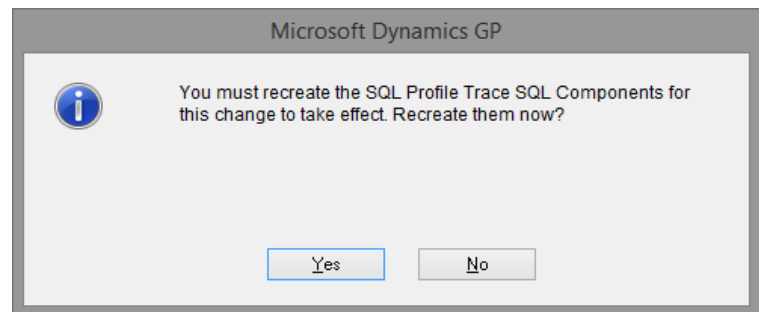 Microsoft Dynamics GP
You must recreate the SQL Profile Trace SQL Components for
this change to take effect. Recreate them now?
Yes
No